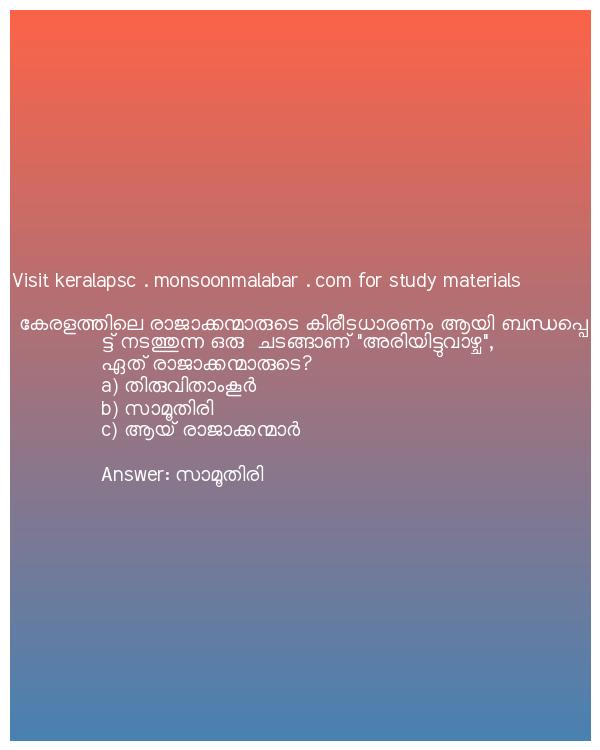 Visit keralapsc . monsoonmalabar . com for study materials
കേരളത്തിലെ രാജാക്കന്മാരുടെ കിരീടധാരണം ആയി ബന്ധപ്പെ
ട്ട് നടത്തുന്ന ഒരു ചടങ്ങാണ് "അരിയിട്ടുവാഴ്ച",
ഏത് രാജാക്കന്മാരുടെ?
a) തിരുവിതാംകൂർ
b) സാമൂതിരി
c) ആയ് രാജാക്കന്മാർ
Answer: സാമൂതിരി